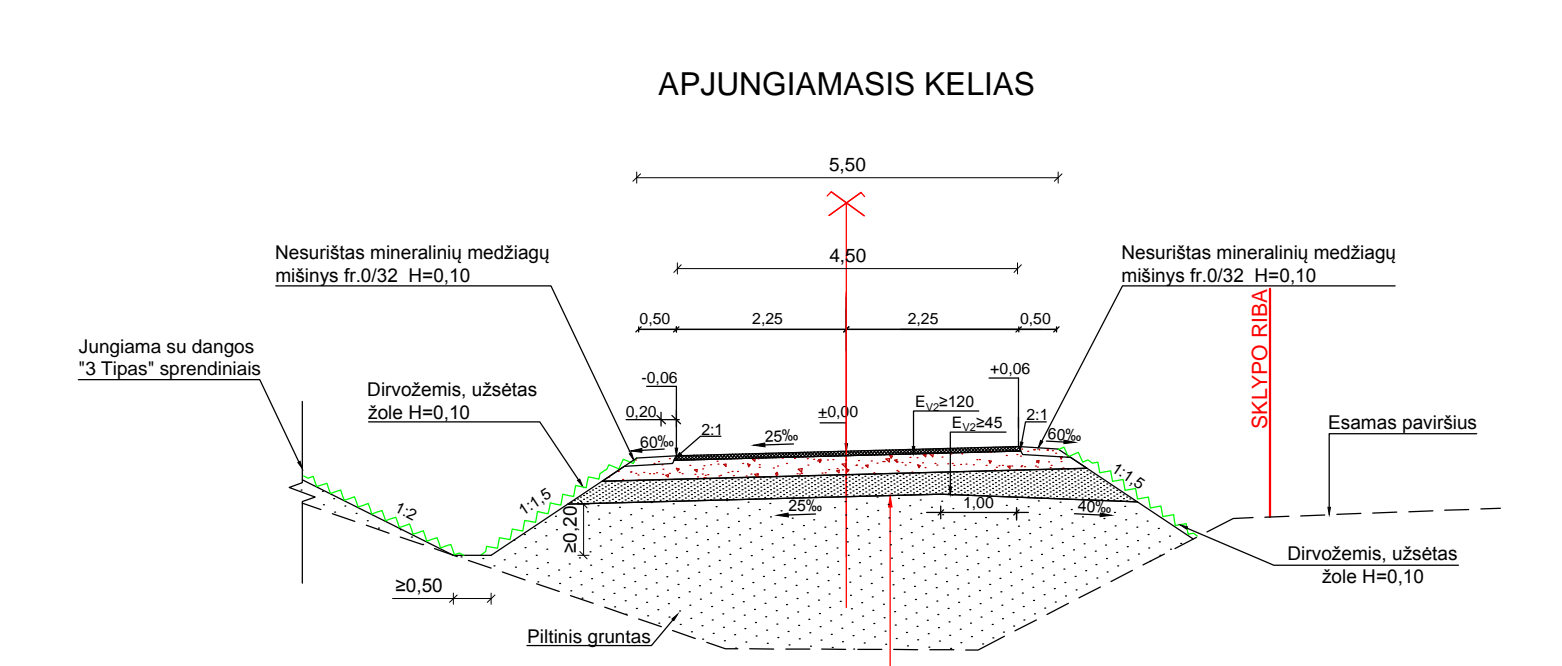 APJUNGIAMASIS KELIAS
5,50
Nesurištas mineralinių medžiagų
mišinys fr.0/32 H=0,10
4,50
Nesurištas mineralinių medžiagų
mišinys fr.0/32 H=0,10
SKLYPO RIBA
0,50
2,25
2,25
0,50
Jungiama su dangos
"3 Tipas" sprendiniais
Dirvožemis, užsėtas
žole H=0,10
-0,06
+0,06
0,20
2:1
±0,00
EV2≥120
EV2≥45
2:1
60‰
25‰
60‰
Esamas paviršius
1:2
1:1,5
≥0,20
25‰
1,00
40‰
1:1,5
Dirvožemis, užsėtas
žole H=0,10
≥0,50
Piltinis gruntas